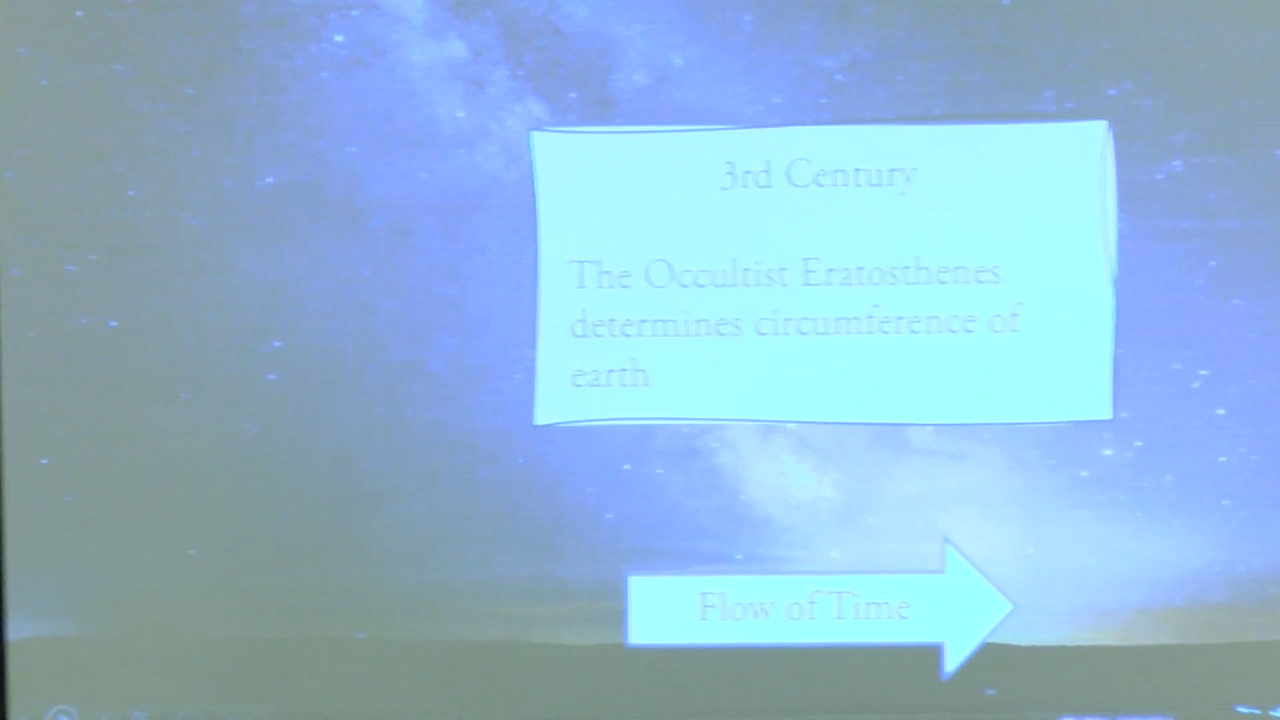 3rd Century
The Occultist Eratosthenes
determines circumference of
earth
Flow of Time